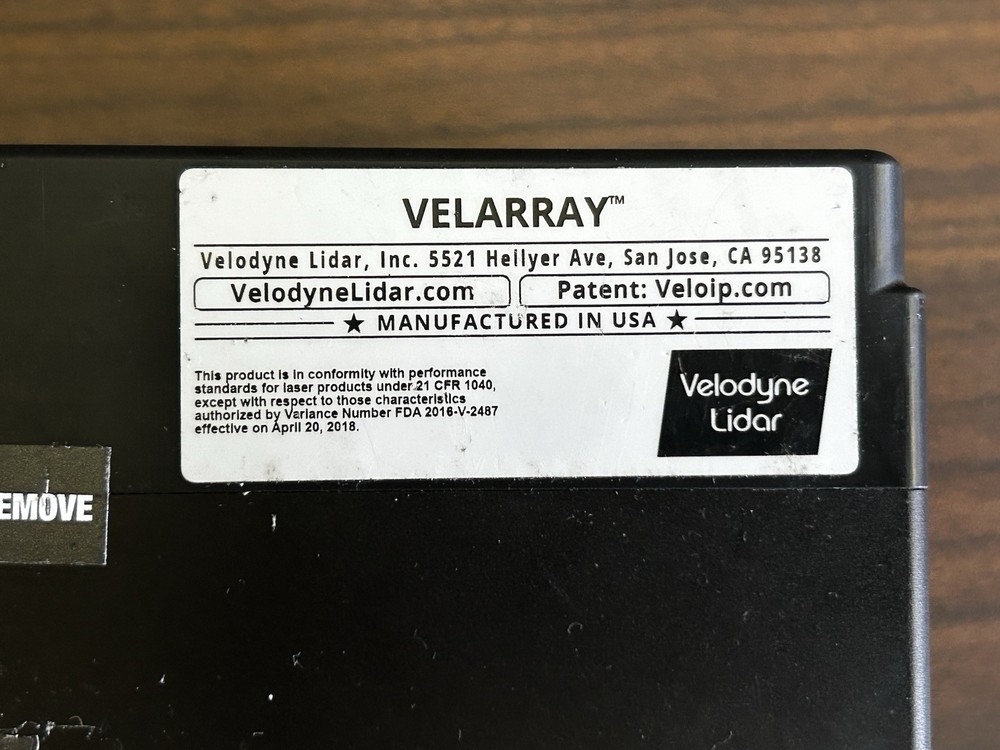 VELARRAY™
Velodyne Lidar, Inc. 5521 Hellyer Ave, San Jose, CA 95138
VelodyneLidar.com
Patent: Veloip.com
★ MANUFACTURED IN USA ★
This product is in conformity with performance
standards for laser products under 21 CFR 1040,
except with respect to those characteristics
authorized by Variance Number FDA 2016-V-2487
effective on April 20, 2018.
Velodyne
Lidar
EMOVE